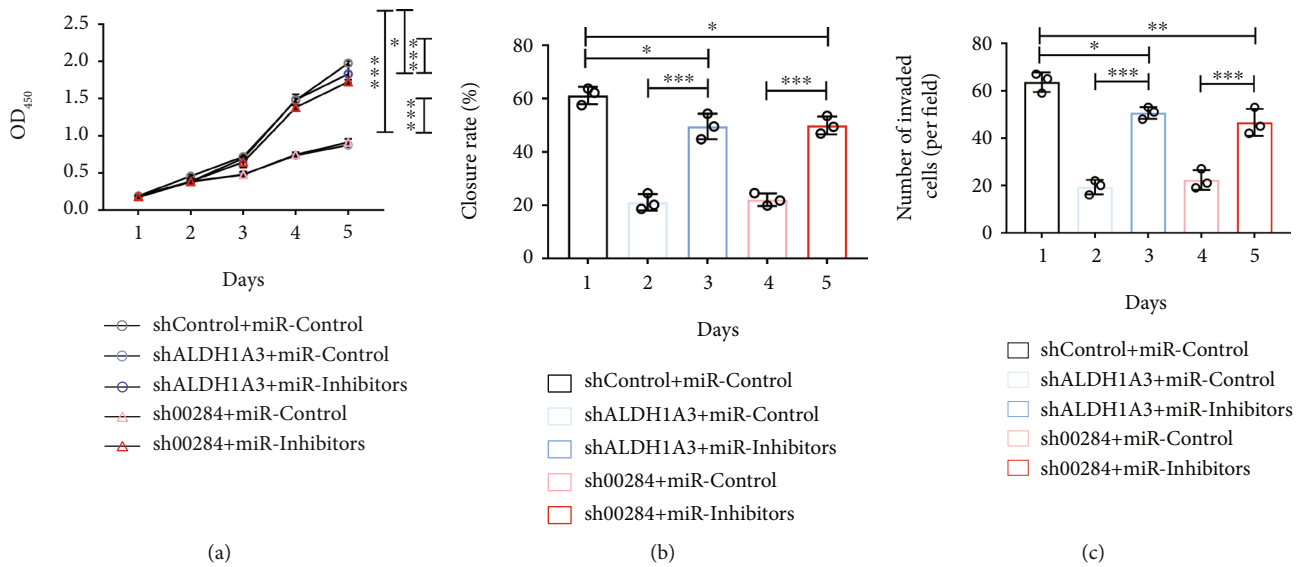 2.5
2.0
1.5
1.0
0.5
0.0
OD450
1 2 3 4 5
Days
***
*
***
***
shControl+miR-Control
shALDH1A3+miR-Control
shALDH1A3+miR-Inhibitors
sh00284+miR-Control
sh00284+miR-Inhibitors
(a)
80
60
40
20
0
Closure rate (%)
*
*
***
***
1 2 3 4 5
Days
shControl+miR-Control
shALDH1A3+miR-Control
shALDH1A3+miR-Inhibitors
sh00284+miR-Control
sh00284+miR-Inhibitors
(b)
80
60
40
20
0
Number of invaded
cells (per field)
**
*
***
***
1 2 3 4 5
Days
shControl+miR-Control
shALDH1A3+miR-Control
shALDH1A3+miR-Inhibitors
sh00284+miR-Control
sh00284+miR-Inhibitors
(c)